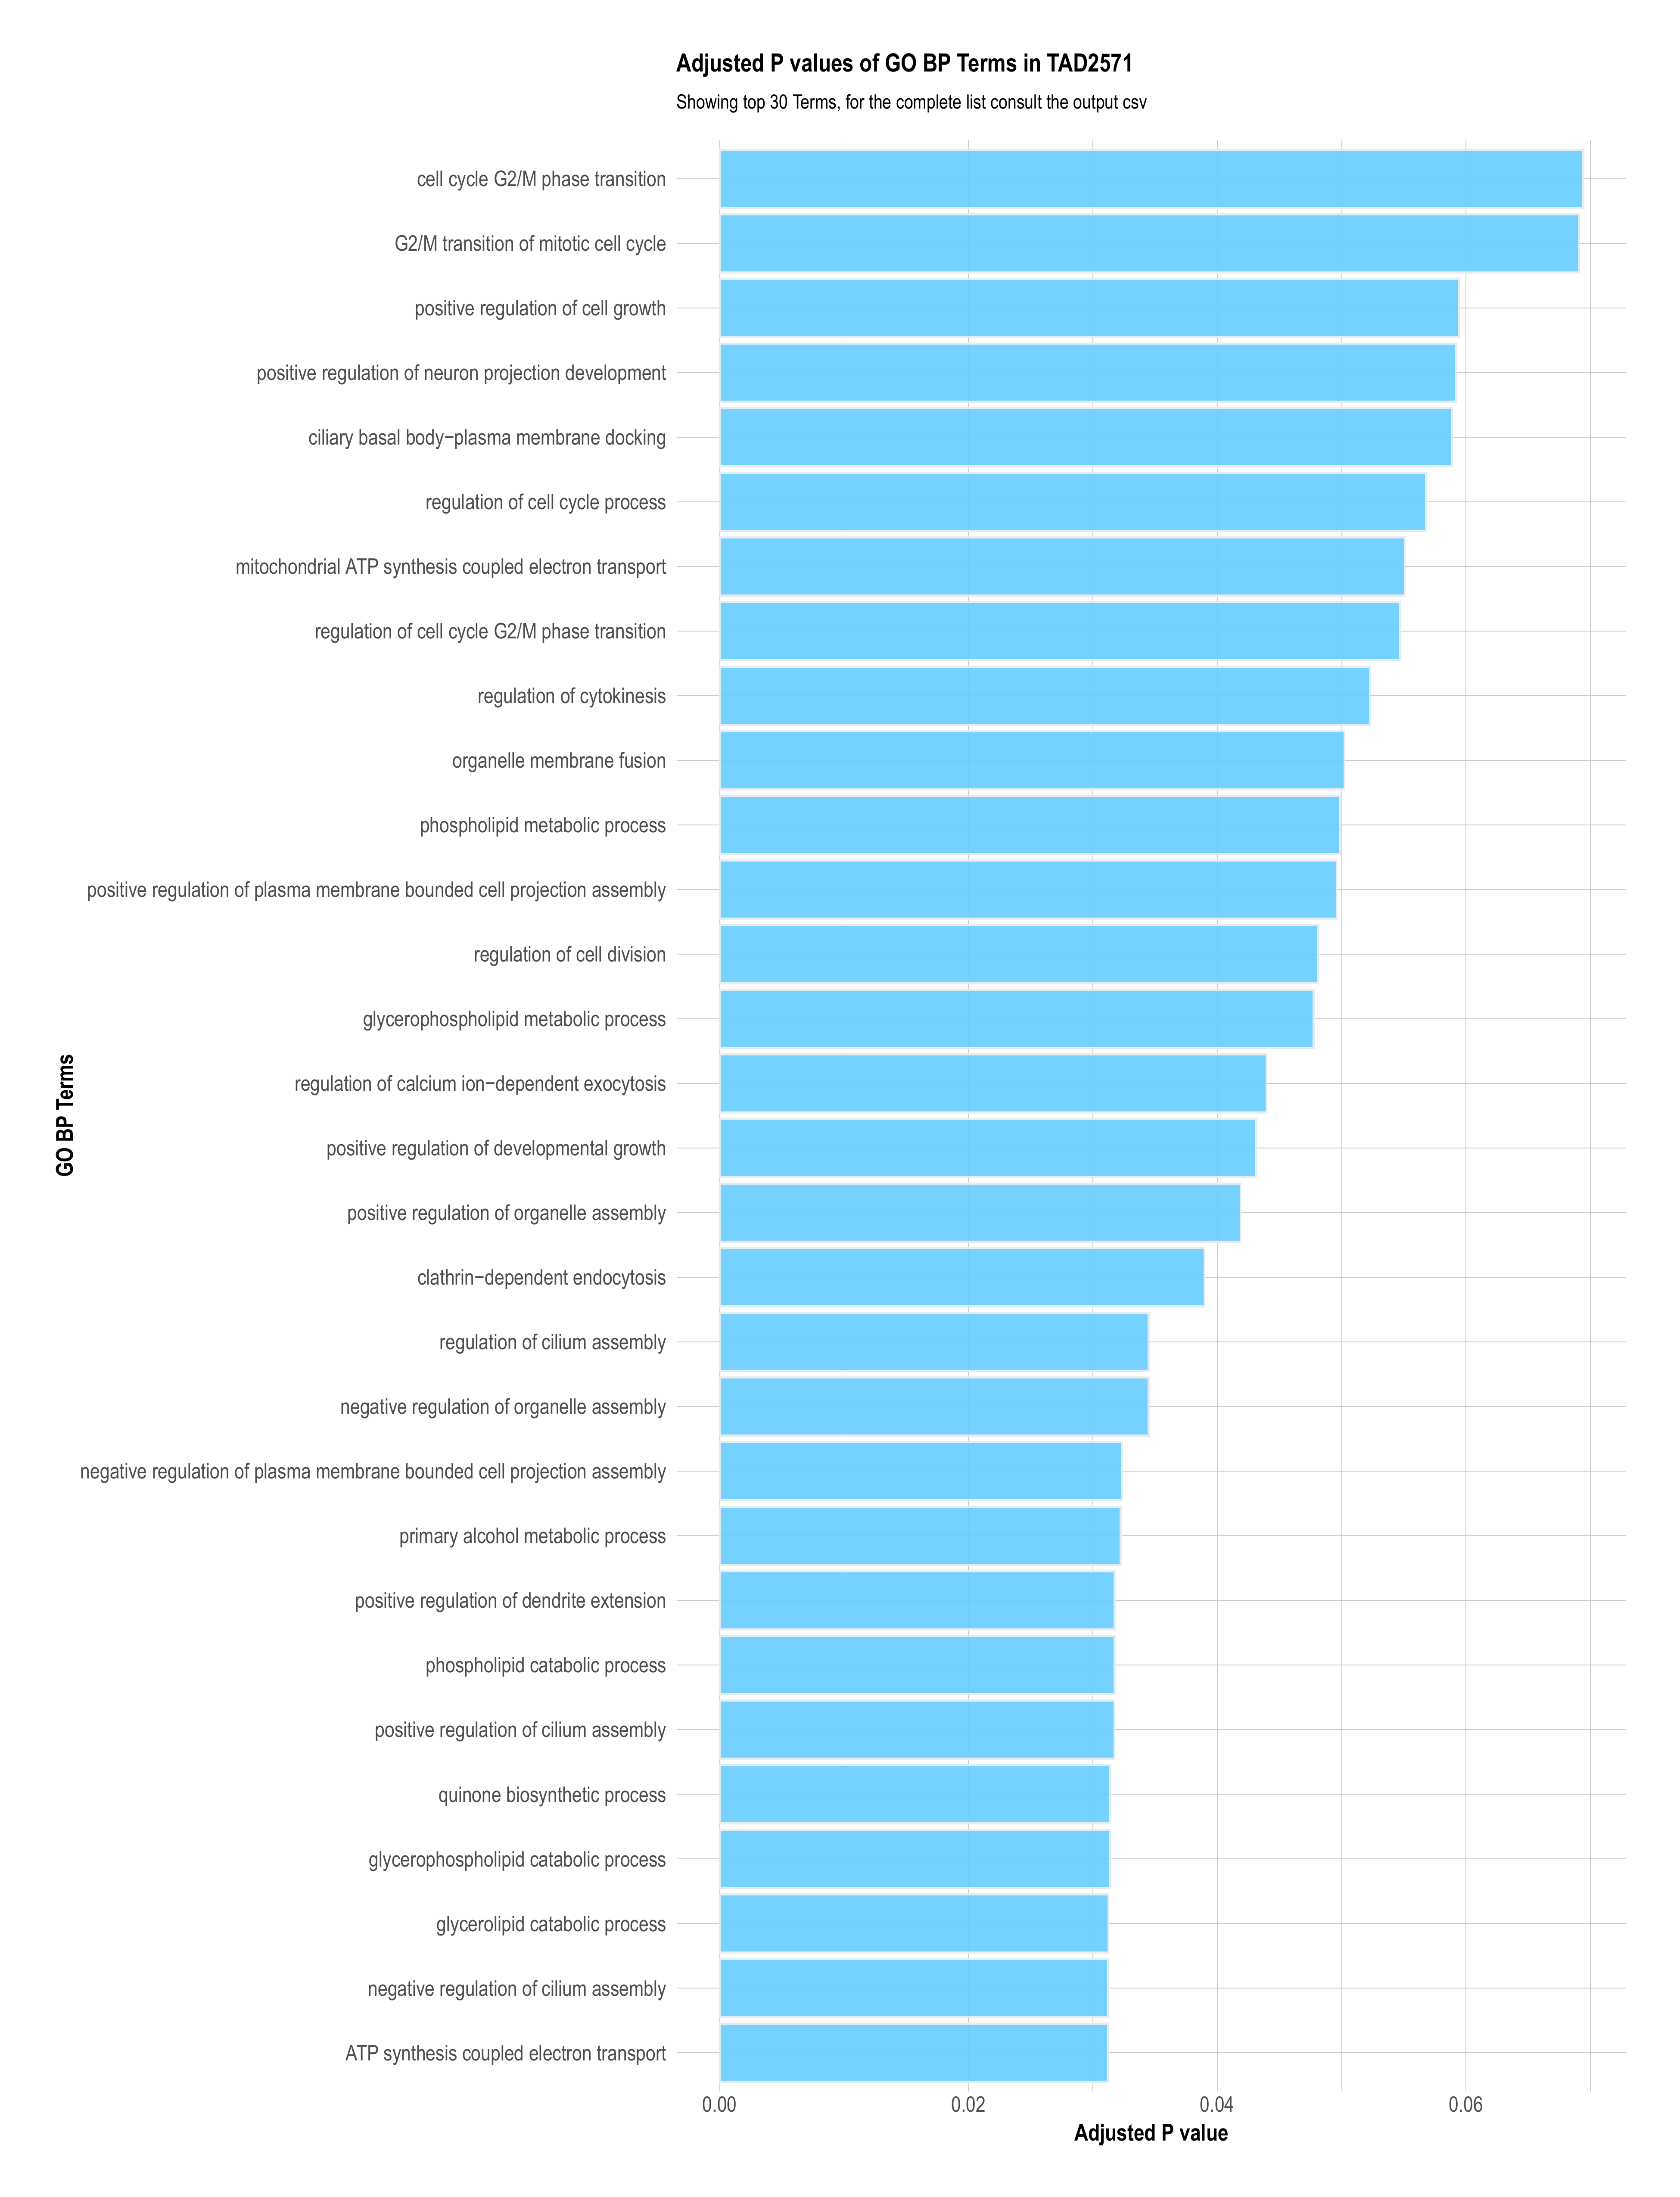 Adjusted P values of GO BP Terms in TAD2571
Showing top 30 Terms, for the complete list consult the output csv
cell cycle G2/M phase transition
G2/M transition of mitotic cell cycle
positive regulation of cell growth
positive regulation of neuron projection development
ciliary basal body−plasma membrane docking
regulation of cell cycle process
mitochondrial ATP synthesis coupled electron transport
regulation of cell cycle G2/M phase transition
regulation of cytokinesis
organelle membrane fusion
phospholipid metabolic process
positive regulation of plasma membrane bounded cell projection assembly
regulation of cell division
glycerophospholipid metabolic process
regulation of calcium ion−dependent exocytosis
positive regulation of developmental growth
positive regulation of organelle assembly
clathrin−dependent endocytosis
regulation of cilium assembly
negative regulation of organelle assembly
negative regulation of plasma membrane bounded cell projection assembly
primary alcohol metabolic process
positive regulation of dendrite extension
phospholipid catabolic process
positive regulation of cilium assembly
quinone biosynthetic process
glycerophospholipid catabolic process
glycerolipid catabolic process
negative regulation of cilium assembly
ATP synthesis coupled electron transport
GO BP Terms
0.00 0.02 0.04 0.06
Adjusted P value